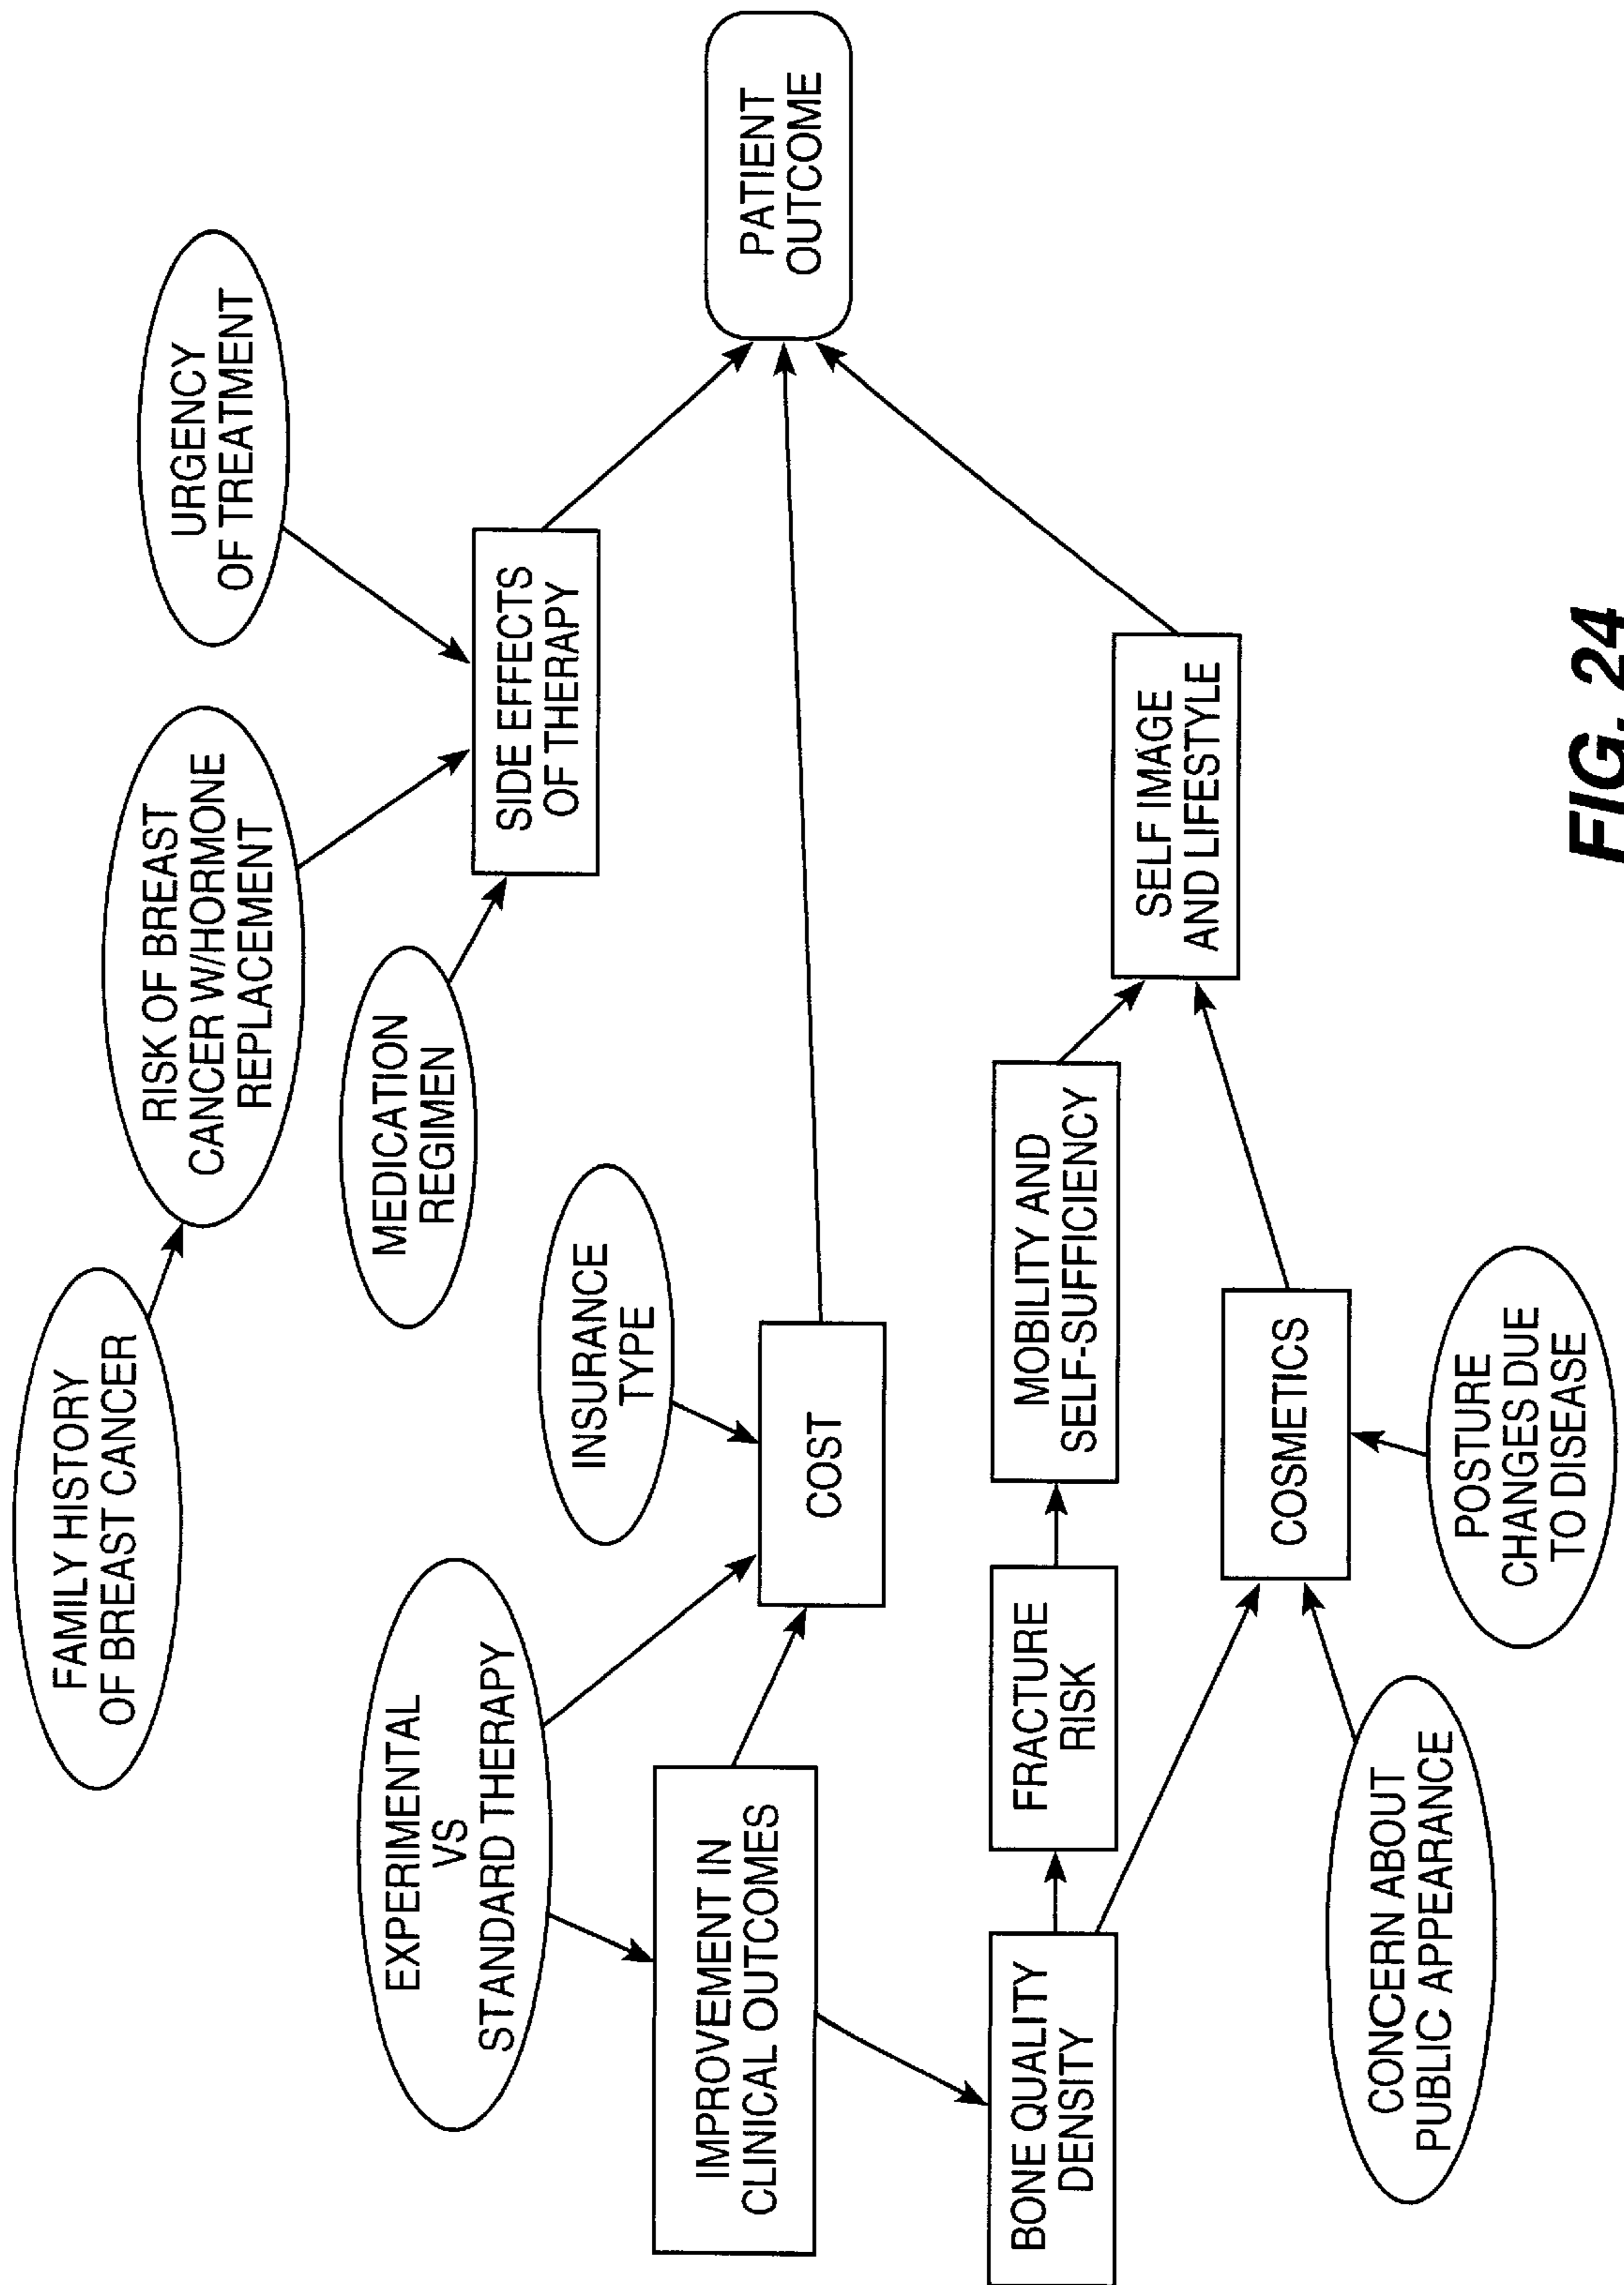 FAMILY HISTORY
OF BREAST CANCER
RISK OF BREAST
CANCER W/HORMONE
REPLACEMENT
URGENCY
OF TREATMENT
EXPERIMENTAL
VS
STANDARD THERAPY
MEDICATION
REGIMEN
SIDE EFFECTS
OF THERAPY
INSURANCE
TYPE
IMPROVEMENT IN
CLINICAL OUTCOMES
COST
PATIENT
OUTCOME
BONE QUALITY
DENSITY
FRACTURE
RISK
MOBILITY AND
SELF-SUFFICIENCY
SELF IMAGE
AND LIFESTYLE
COSMETICS
CONCERN ABOUT
PUBLIC APPEARANCE
POSTURE
CHANGES DUE
TO DISEASE
FIG. 24